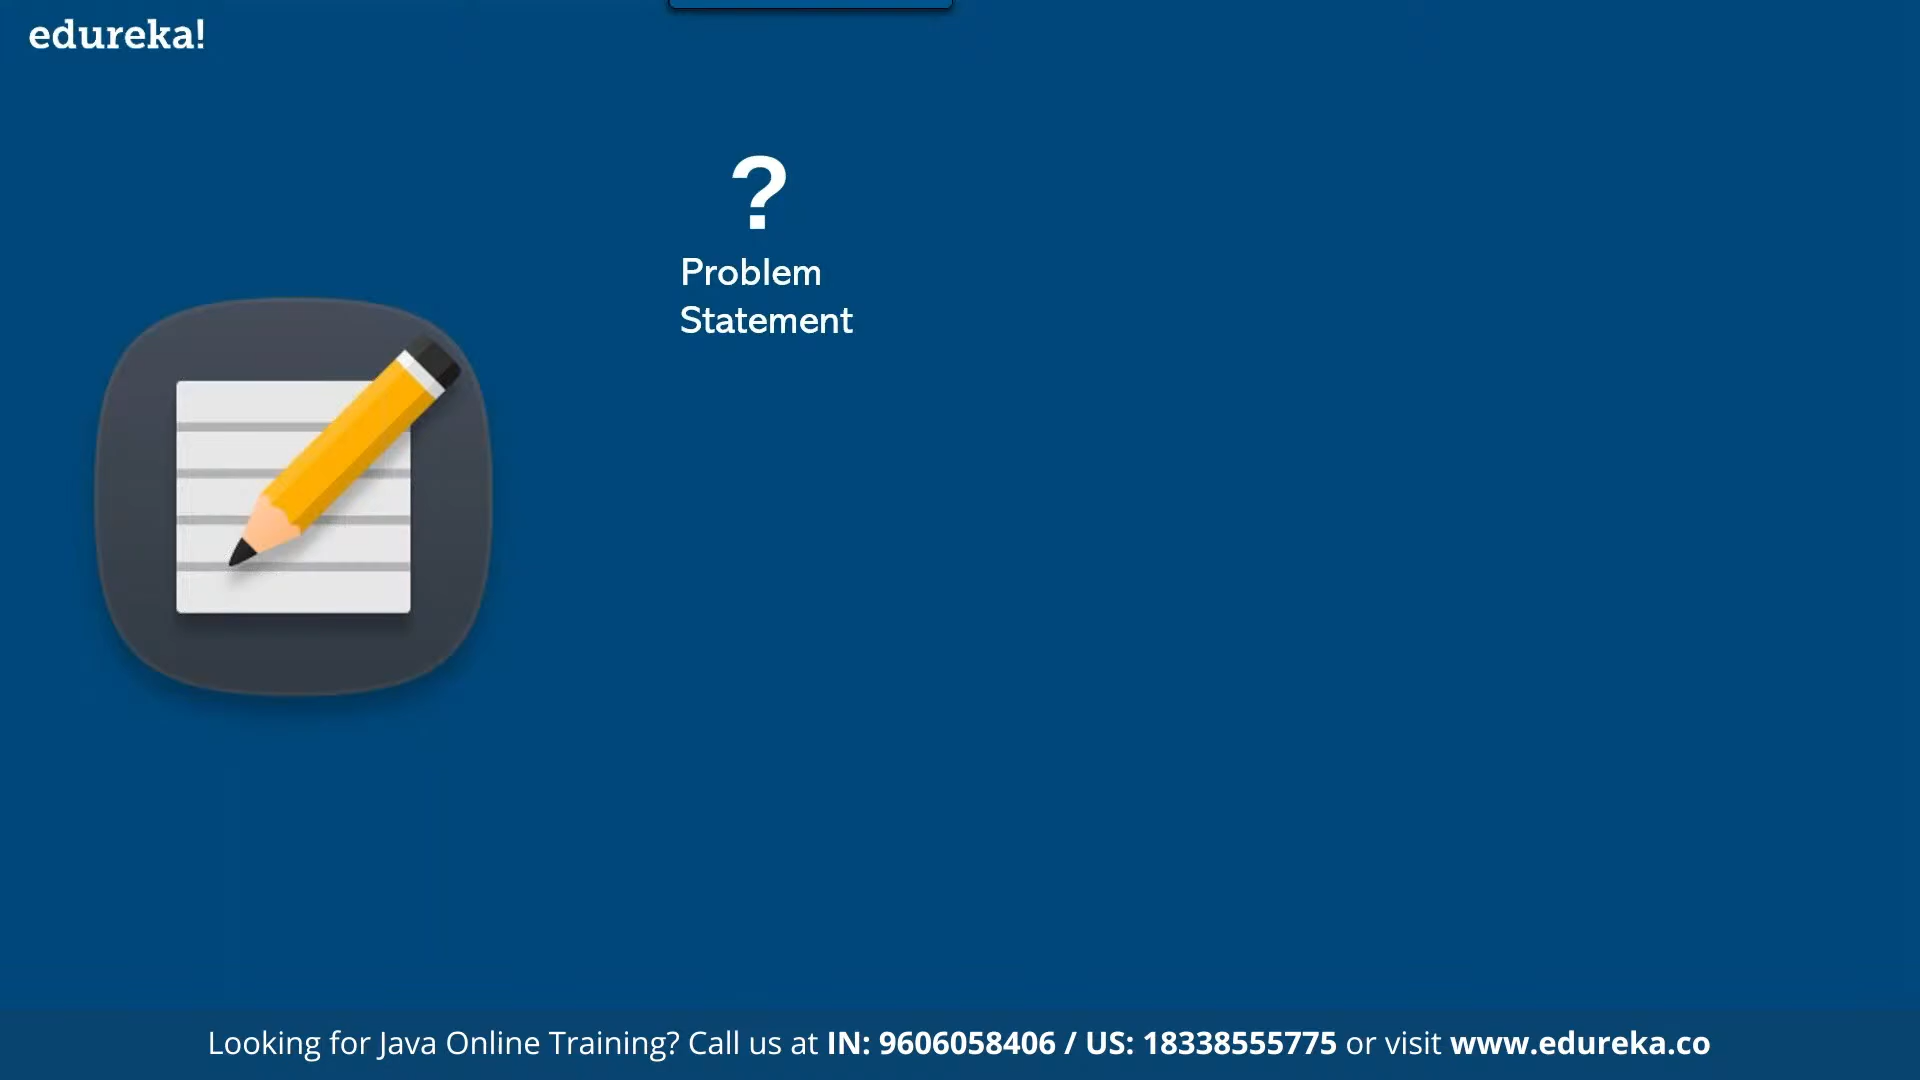 edureka!
?
Problem
Statement
Looking for Java Online Training? Call us at IN: 9606058406 / US: 18338555775 or visit www.edureka.co